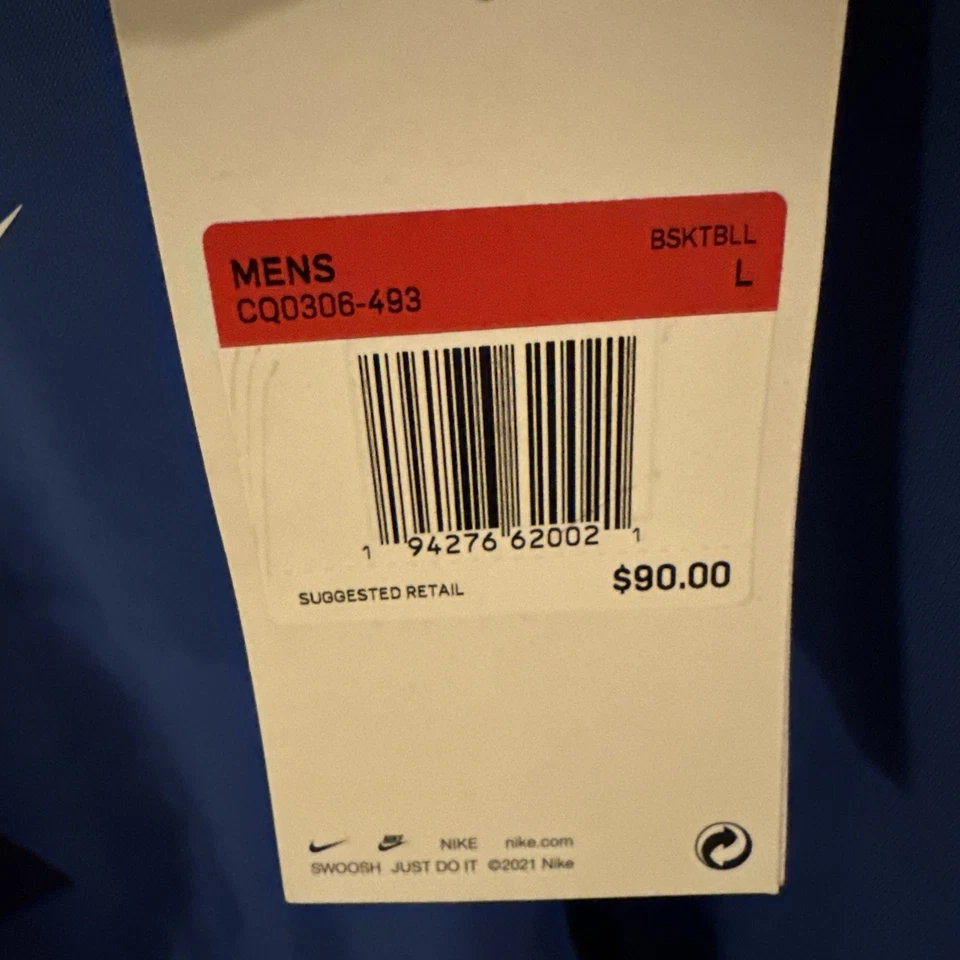 MENS BSKTBLL
CQ0306-493 L
1 94276 62002 1
SUGGESTED RETAIL $90.00
NIKE NIKE nike.com
SWOOSH JUST DO IT ©2021 Nike